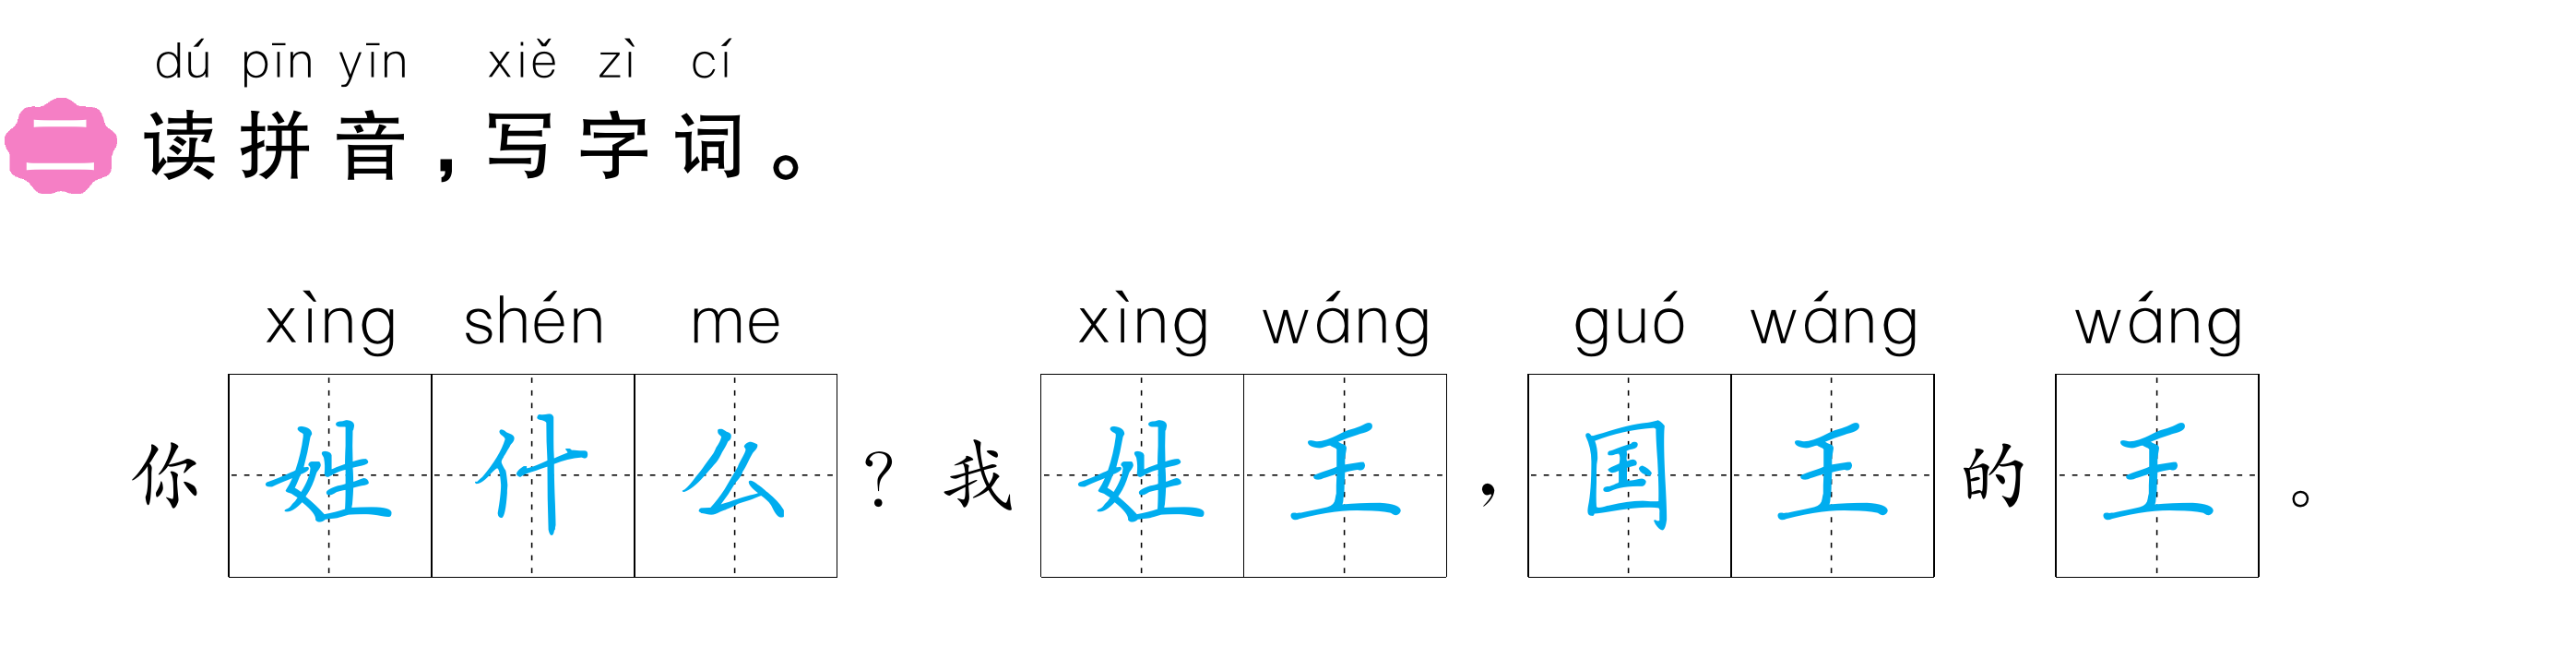 dú pīn yīn xiě zì cí
二 读拼音，写字词。
xìng shén me xìng wáng guó wáng wáng
你姓什么？我姓王，国王的王。